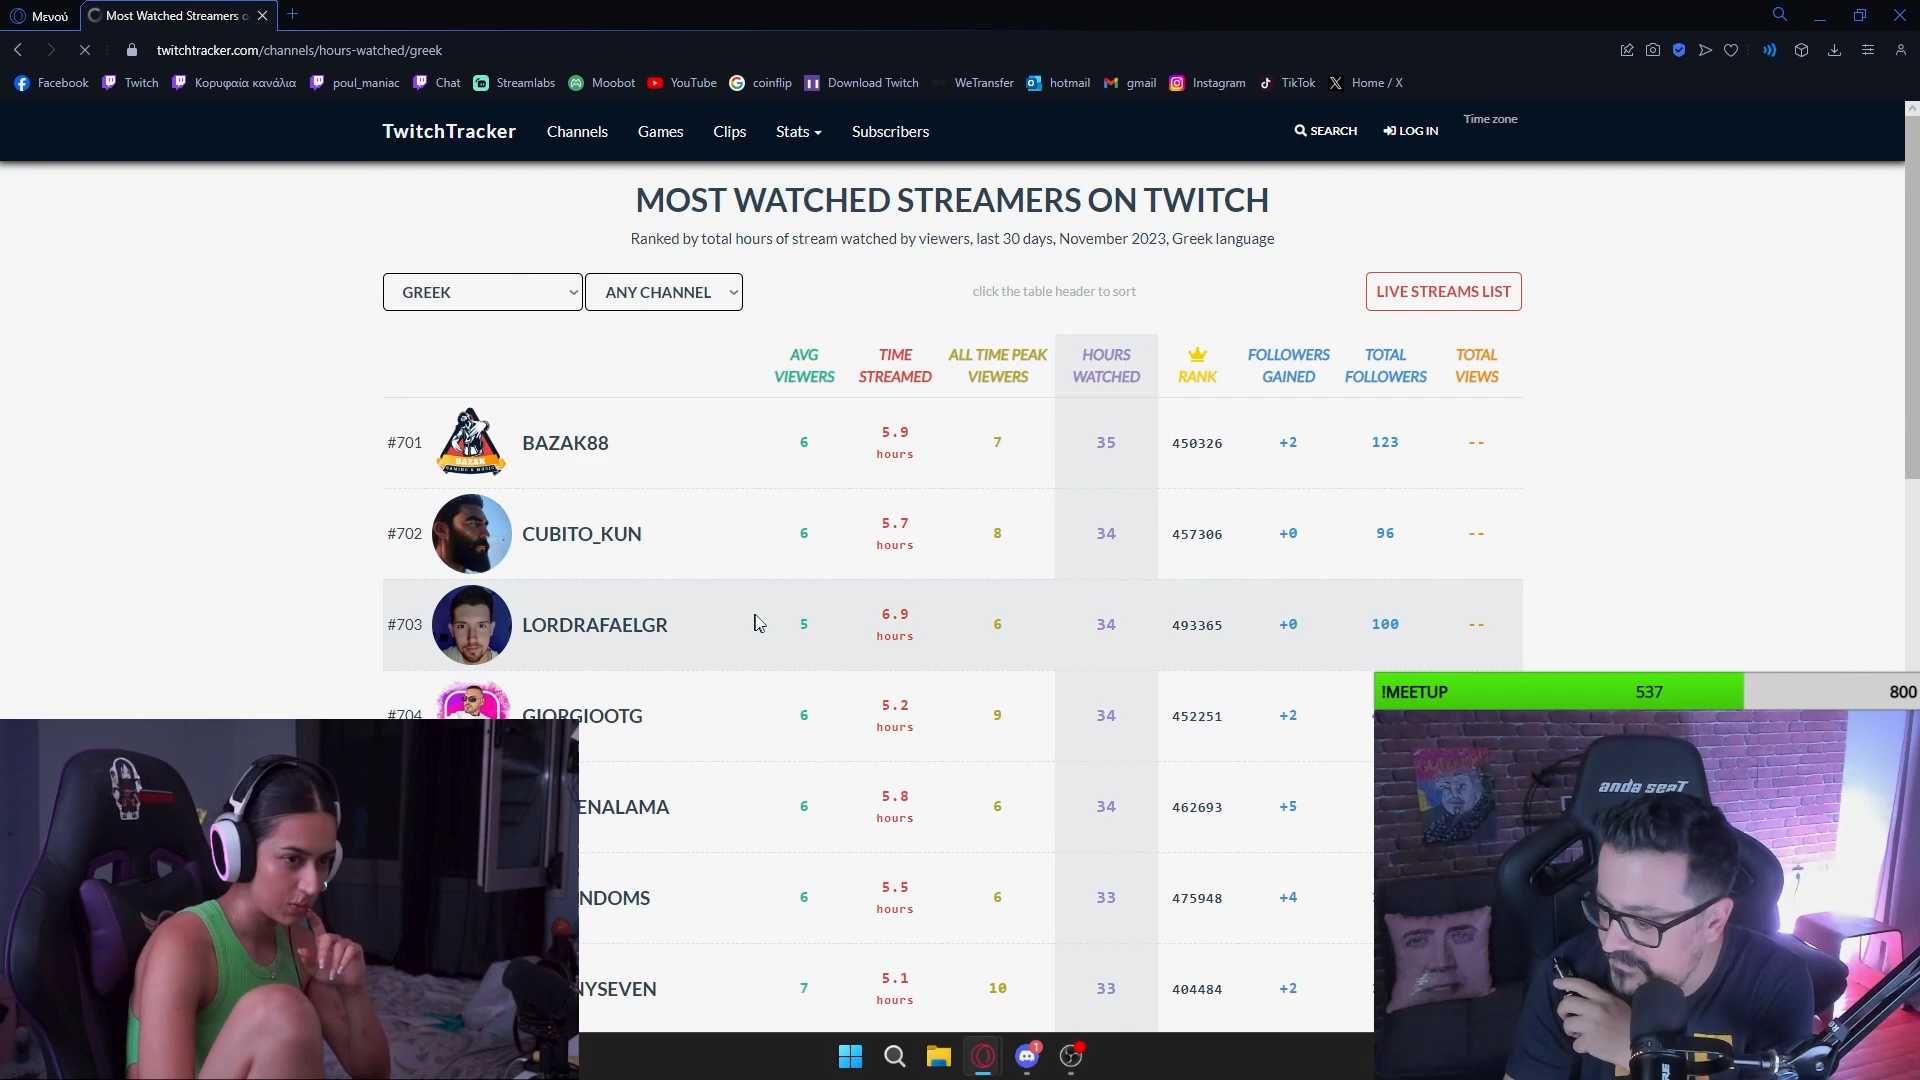 Μενού
Most Watched Streamers o
twitchtracker.com/channels/hours-watched/greek
Facebook Twitch Κορυφαία κανάλια poul_maniac Chat Streamlabs Moobot YouTube coinflip Download Twitch WeTransfer hotmail gmail Instagram TikTok Home / X
TwitchTracker Channels Games Clips Stats Subscribers SEARCH LOG IN Time zone
MOST WATCHED STREAMERS ON TWITCH
Ranked by total hours of stream watched by viewers, last 30 days, November 2023, Greek language
GREEK ANY CHANNEL click the table header to sort LIVE STREAMS LIST
AVG TIME ALL TIME PEAK HOURS FOLLOWERS TOTAL TOTAL
VIEWERS STREAMED VIEWERS WATCHED RANK GAINED FOLLOWERS VIEWS
#701 BAZAK88 6 5.9 hours 7 35 450326 +2 123 --
BAZAK
GAMING & MUSIC
#702 CUBITO_KUN 6 5.7 hours 8 34 457306 +0 96 --
#703 LORDRAFAELGR 5 6.9 hours 6 34 493365 +0 100 --
!MEETUP 537 800
#704 GIORGIOOTG 6 5.2 hours 9 34 452251 +2
ENALAMA 6 5.8 hours 6 34 462693 +5
NDOMS 6 5.5 hours 6 33 475948 +4
NYSEVEN 7 5.1 hours 10 33 404484 +2
anda seaT
1